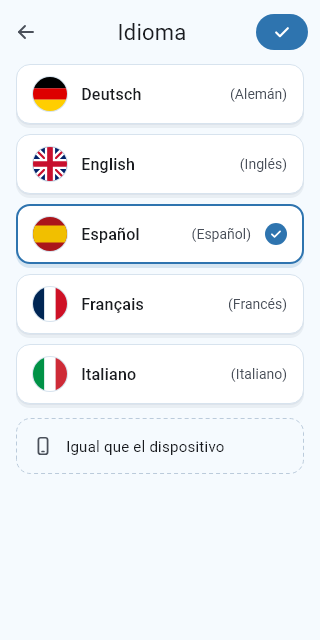 Idioma
Deutsch (Alemán)
English (Inglés)
Español (Español)
Français (Francés)
Italiano (Italiano)
Igual que el dispositivo